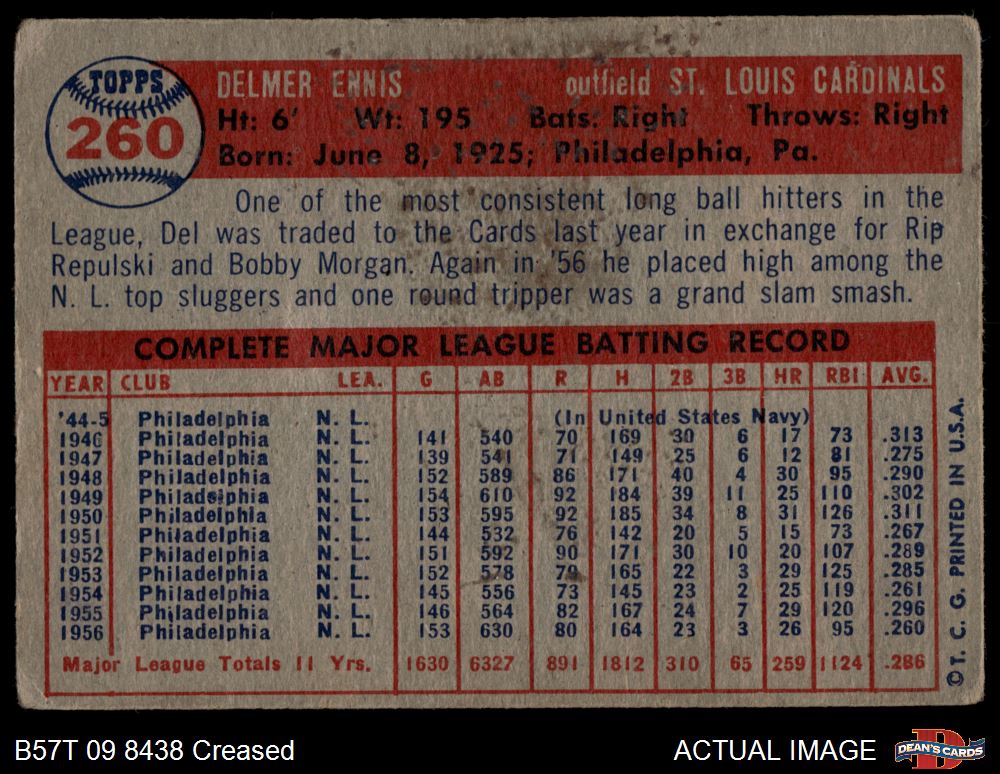 TOPPS
260
DELMER ENNIS outfield ST. LOUIS CARDINALS
Ht: 6' Wt: 195 Bats: Right Throws: Right
Born: June 8, 1925; Philadelphia, Pa.
One of the most consistent long ball hitters in the
League, Del was traded to the Cards last year in exchange for Rip
Repulski and Bobby Morgan. Again in '56 he placed high among the
N. L. top sluggers and one round tripper was a grand slam smash.
COMPLETE MAJOR LEAGUE BATTING RECORD
YEAR CLUB LEA. G AB R H 2B 3B HR RBI AVG.
'44-5 Philadelphia N. L. (In United States Navy)
1946 Philadelphia N. L. 141 540 70 169 30 6 17 73 .313
1947 Philadelphia N. L. 139 541 71 149 25 6 12 81 .275
1948 Philadelphia N. L. 152 589 86 171 40 4 30 95 .290
1949 Philadelphia N. L. 154 610 92 184 39 11 25 110 .302
1950 Philadelphia N. L. 153 595 92 185 34 8 31 126 .311
1951 Philadelphia N. L. 144 532 76 142 20 5 15 73 .267
1952 Philadelphia N. L. 151 592 90 171 30 10 20 107 .289
1953 Philadelphia N. L. 152 578 79 165 22 3 29 125 .285
1954 Philadelphia N. L. 145 556 73 145 23 2 25 119 .261
1955 Philadelphia N. L. 146 564 82 167 24 7 29 120 .296
1956 Philadelphia N. L. 153 630 80 164 23 3 26 95 .260
Major League Totals 11 Yrs. 1630 6327 891 1812 310 65 259 1124 .286
©T. C. G. PRINTED IN U.S.A.
B57T 09 8438 Creased
ACTUAL IMAGE
DEAN'S CARDS